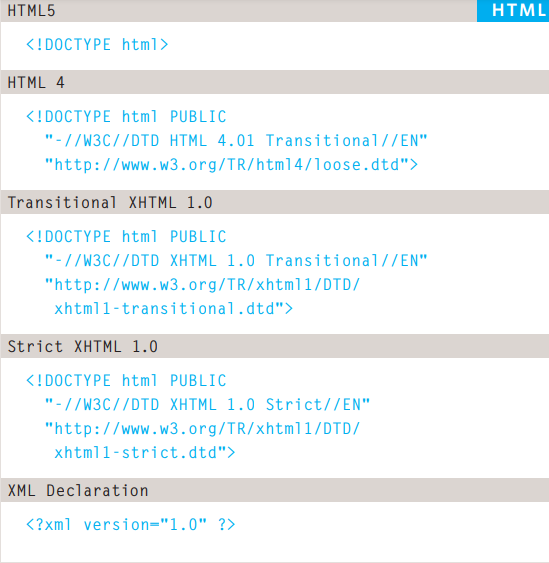 HTML5
HTML
<!DOCTYPE html>
HTML 4
<!DOCTYPE html PUBLIC
"-//W3C//DTD HTML 4.01 Transitional//EN"
"http://www.w3.org/TR/html4/loose.dtd">
Transitional XHTML 1.0
<!DOCTYPE html PUBLIC
"-//W3C//DTD XHTML 1.0 Transitional//EN"
"http://www.w3.org/TR/xhtml1/DTD/
xhtml1-transitional.dtd">
Strict XHTML 1.0
<!DOCTYPE html PUBLIC
"-//W3C//DTD XHTML 1.0 Strict//EN"
"http://www.w3.org/TR/xhtml1/DTD/
xhtml1-strict.dtd">
XML Declaration
<?xml version="1.0" ?>